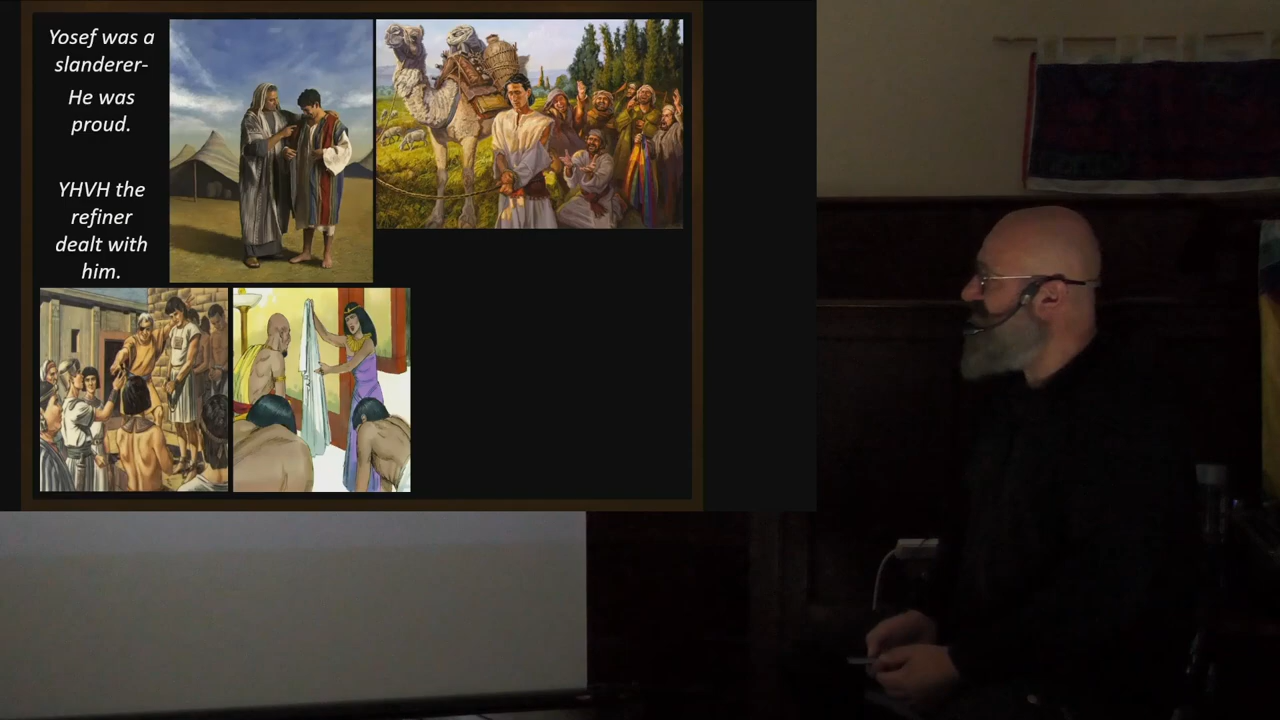 Yosef was a
slanderer-
He was
proud.
YHVH the
refiner
dealt with
him.